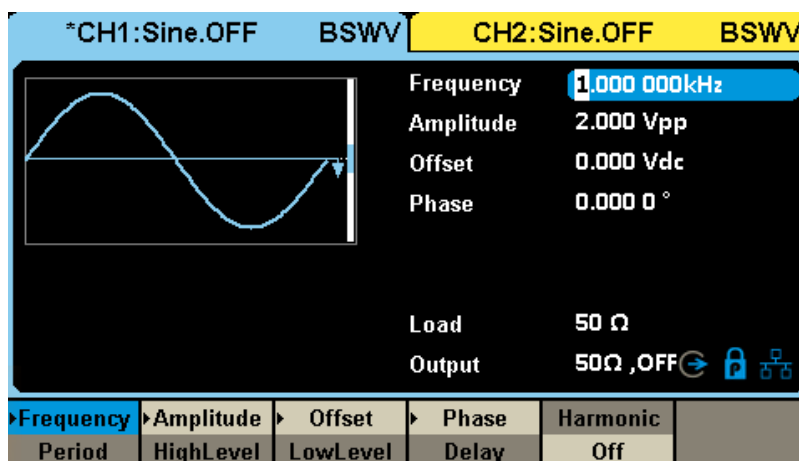 *CH1:Sine.OFF BSWV CH2:Sine.OFF BSWV
Frequency 1.000 000kHz
Amplitude 2.000 Vpp
Offset 0.000 Vdc
Phase 0.000 0 °
Load 50 Ω
Output 50Ω ,OFF P
Frequency Amplitude Offset Phase Harmonic
Period HighLevel LowLevel Delay Off